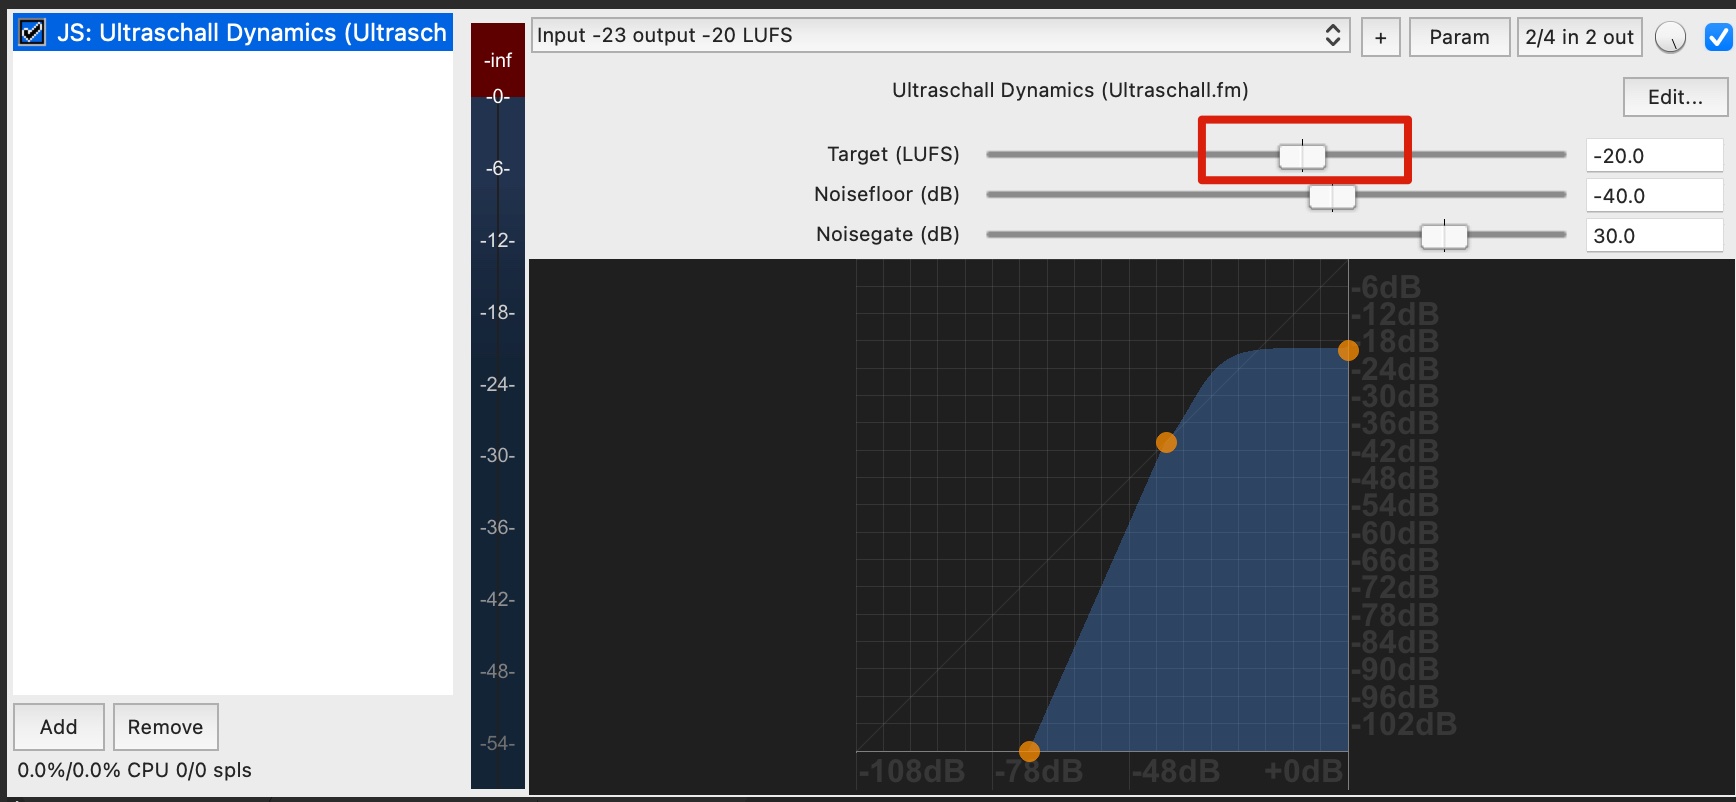 JS: Ultraschall Dynamics (Ultrasch
Input -23 output -20 LUFS
+
Param
2/4 in 2 out
Ultraschall Dynamics (Ultraschall.fm)
Edit...
Target (LUFS)
-20.0
Noisefloor (dB)
-40.0
Noisegate (dB)
30.0
-inf
-0-
-6-
-12-
-18-
-24-
-30-
-36-
-42-
-48-
-54-
-6dB
-12dB
-18dB
-24dB
-30dB
-36dB
-42dB
-48dB
-54dB
-60dB
-66dB
-72dB
-78dB
-84dB
-90dB
-96dB
-102dB
-108dB
-78dB
-48dB
+0dB
Add
Remove
0.0%/0.0% CPU 0/0 spls